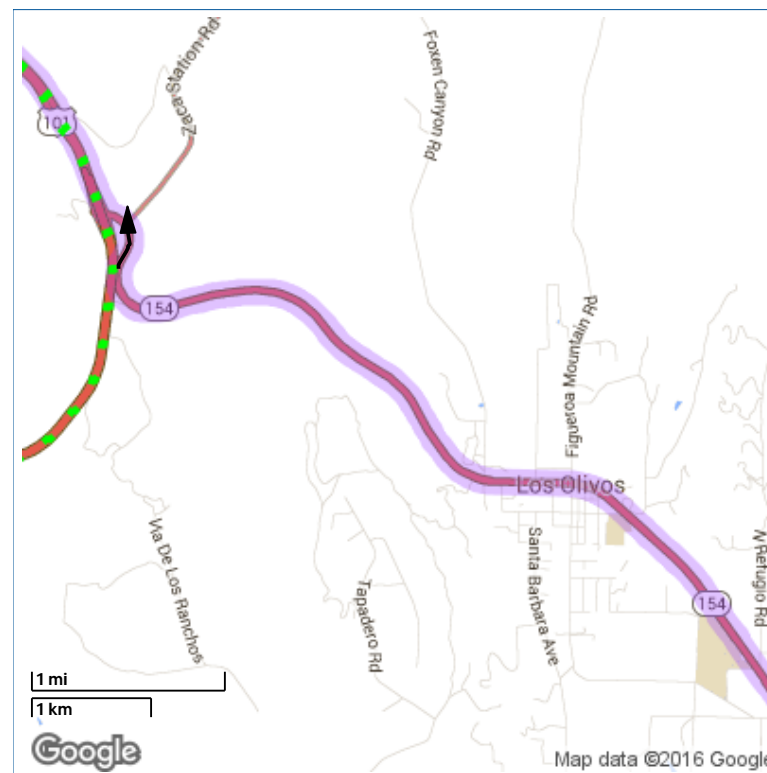 Zaca Station Rd
Foxen Canyon Rd
101
154
Figueroa Mountain Rd
Los Olivos
Santa Barbara Ave
N Refugio Rd
Via De Los Ranchos
Tapadero Rd
154
1 mi
1 km
Google
Map data ©2016 Google